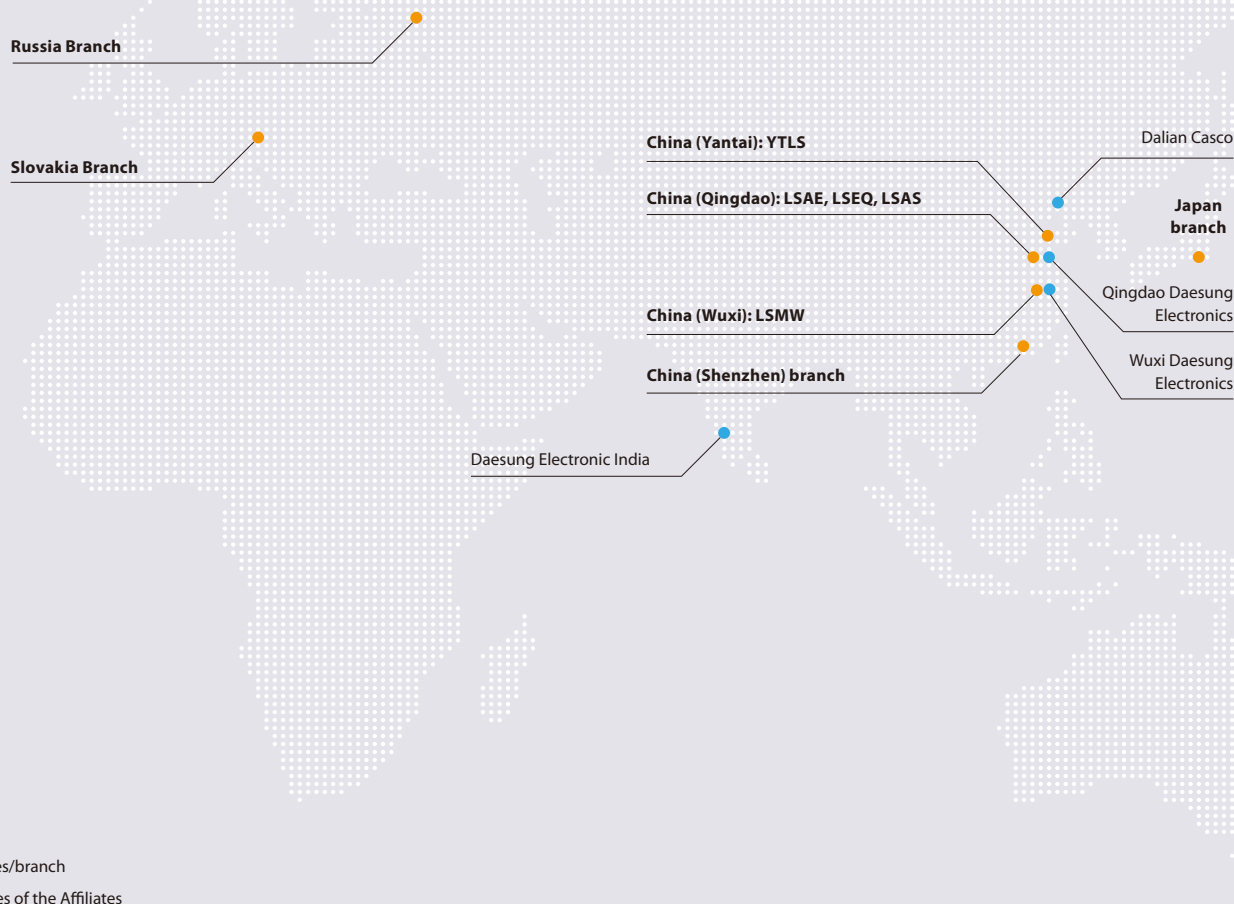 Russia Branch
Slovakia Branch
China (Yantai): YTLS
China (Qingdao): LSAE, LSEQ, LSAS
China (Wuxi): LSMW
China (Shenzhen) branch
Daesung Electronic India
Dalian Casco
Japan
branch
Qingdao Daesung
Electronics
Wuxi Daesung
Electronics
es/branch
es of the Affiliates